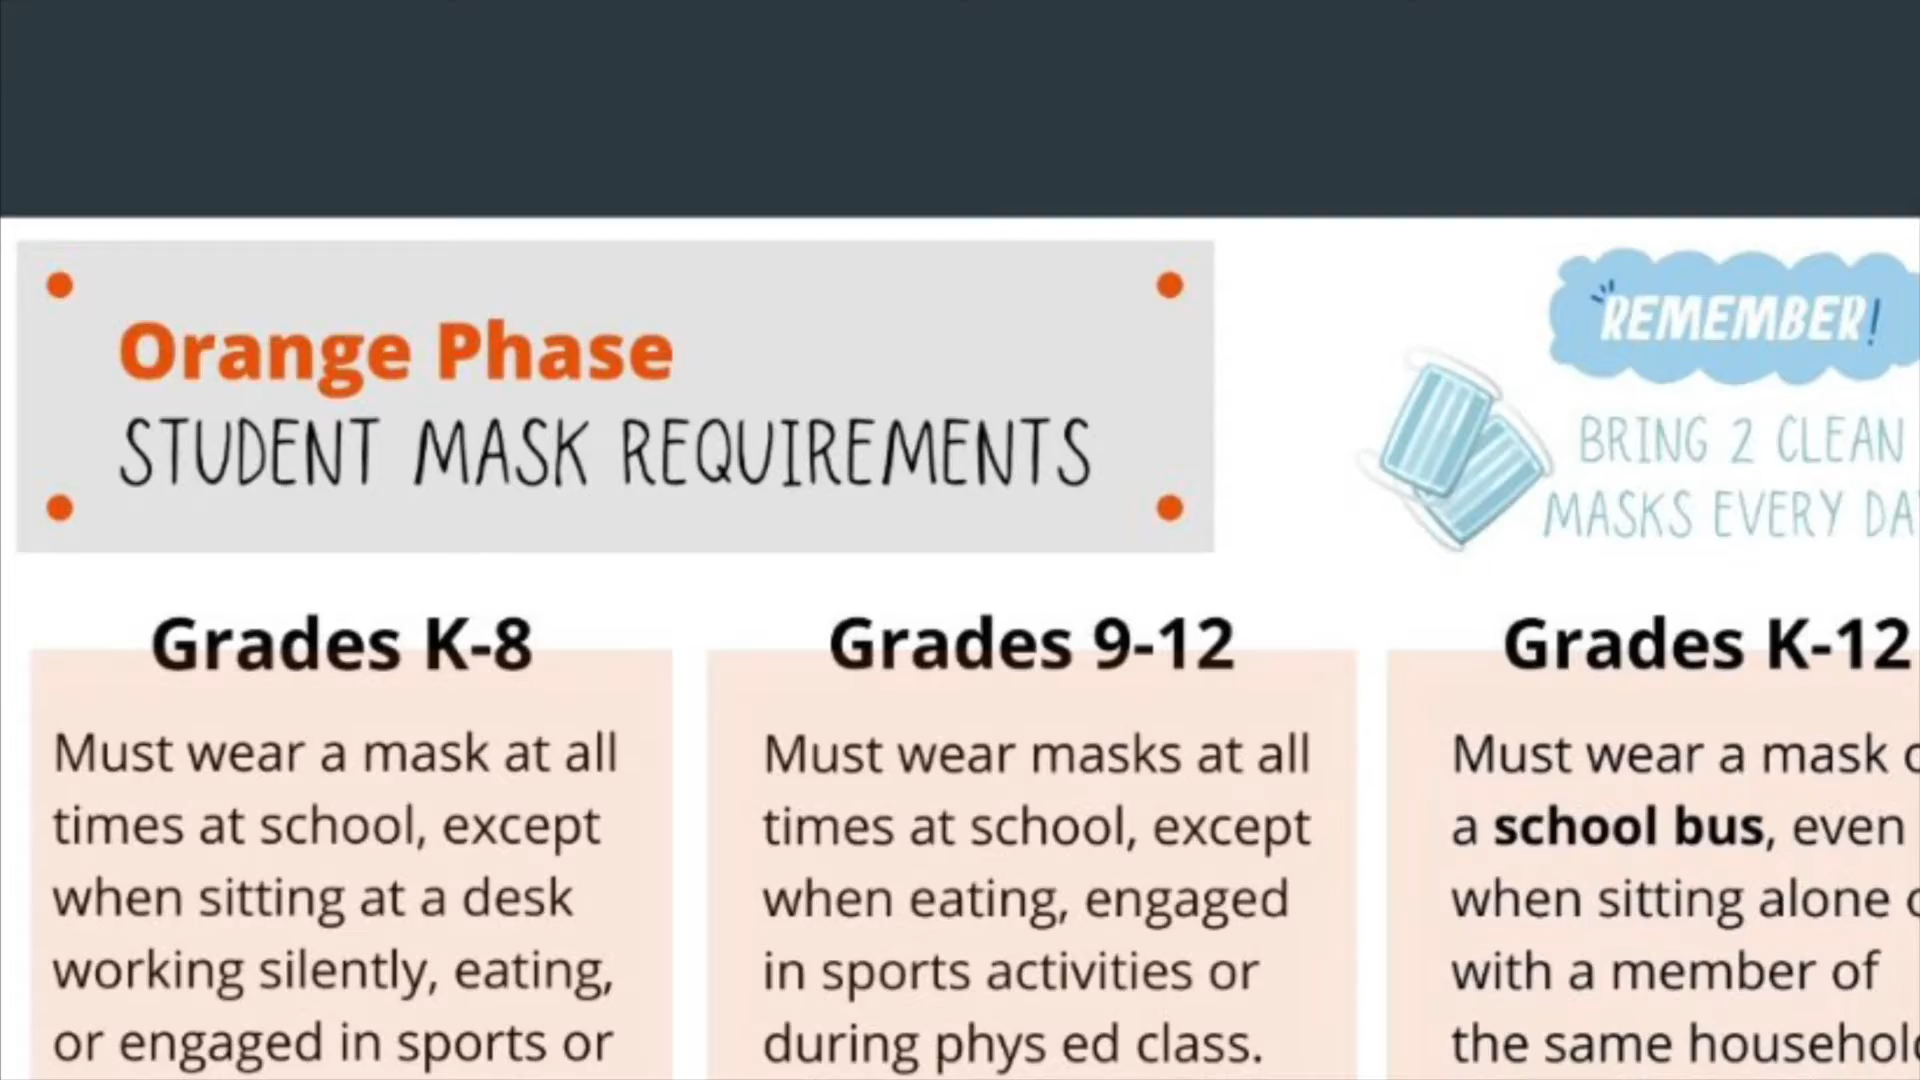 Orange Phase
STUDENT MASK REQUIREMENTS
REMEMBER!
BRING 2 CLEAN
MASKS EVERY
Grades K-8
Must wear a mask at all
times at school, except
when sitting at a desk
working silently, eating,
or engaged in sports or
Grades 9-12
Must wear masks at all
times at school, except
when eating, engaged
in sports activities or
during phys ed class.
Grades K-12
Must wear a mask
a school bus, even
when sitting alone
with a member of
the same household